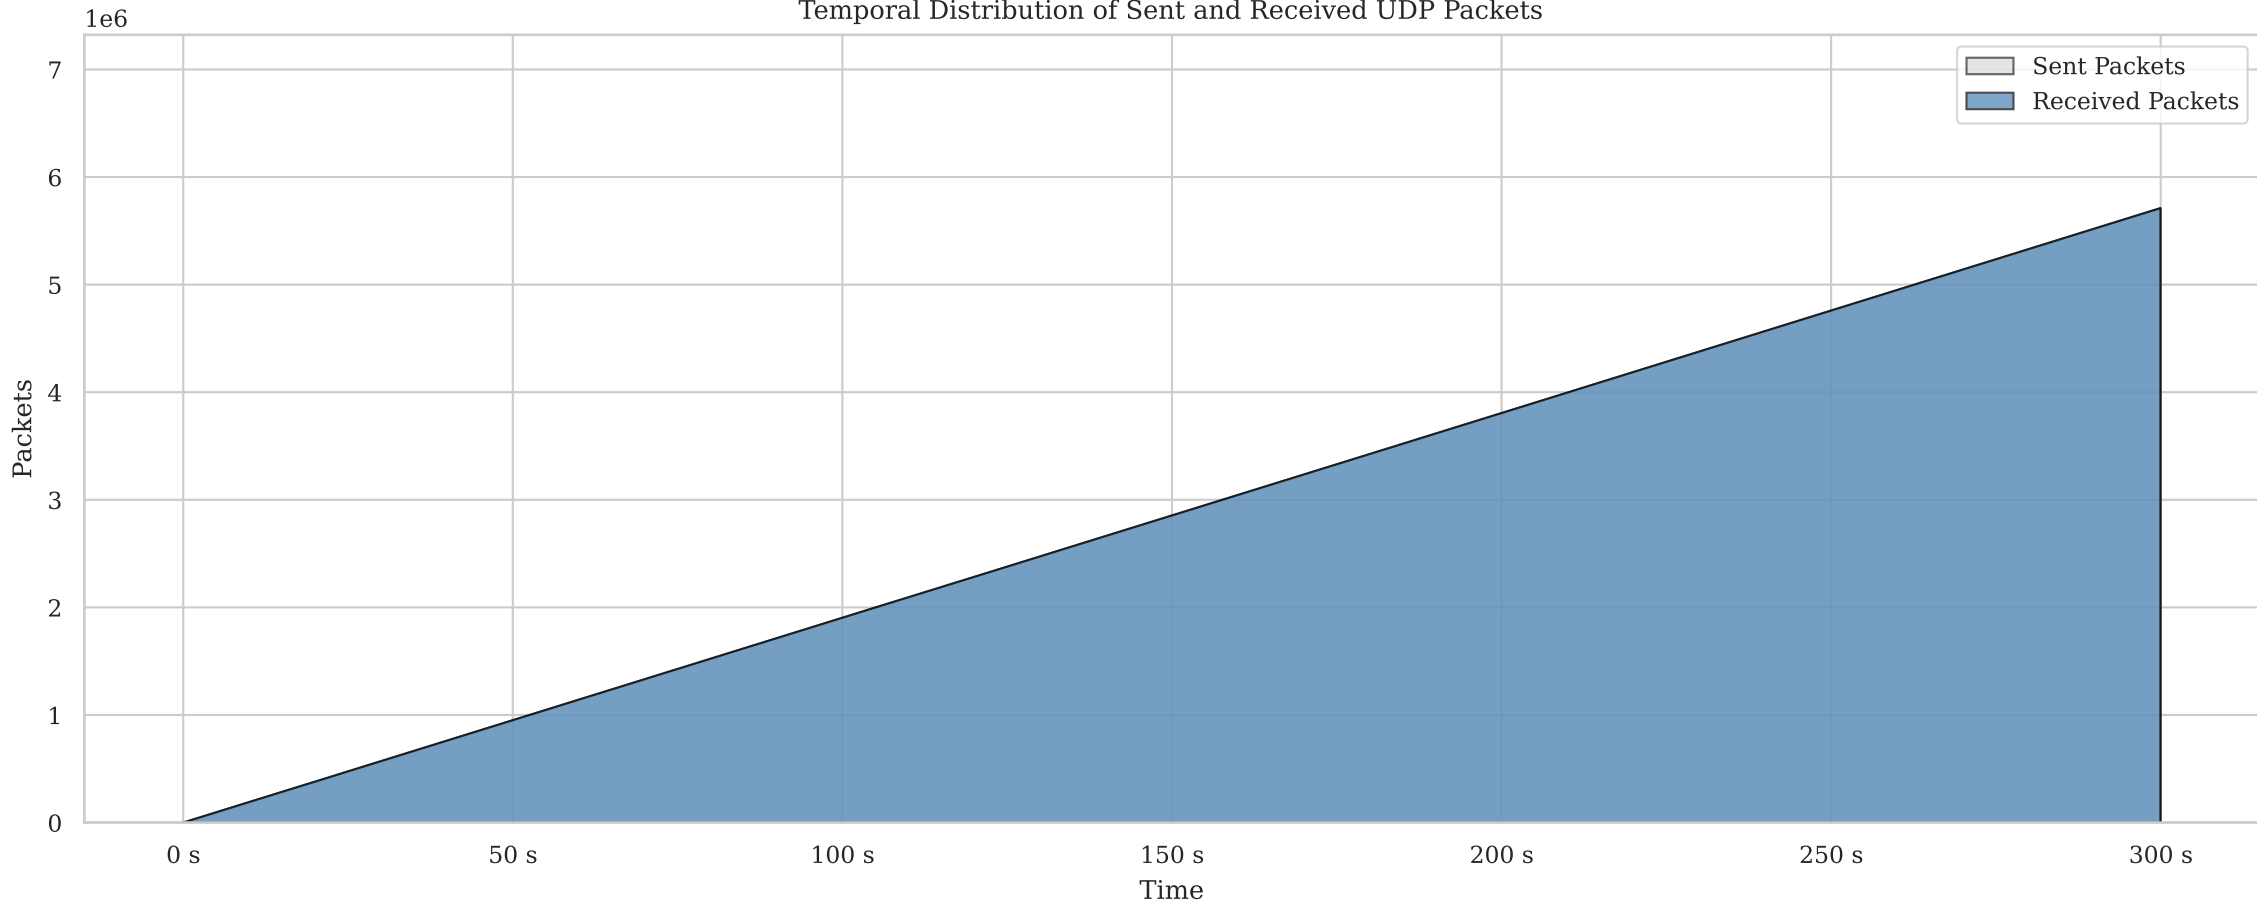 Temporal Distribution of Sent and Received UDP Packets
1e6
7
6
5
4
3
2
1
0
Packets
Sent Packets
Received Packets
0 s 50 s 100 s 150 s 200 s 250 s 300 s
Time